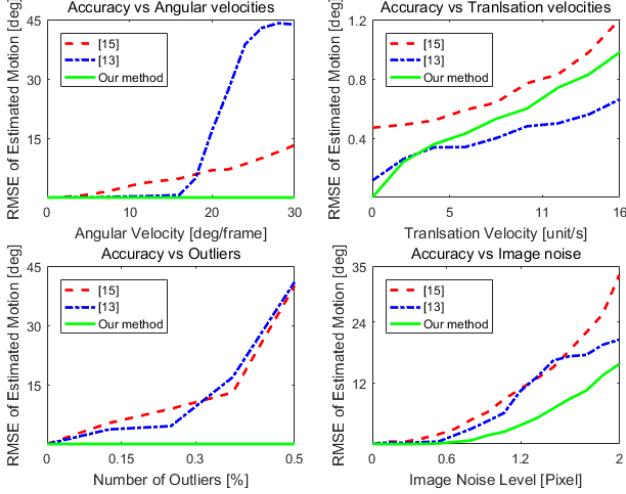 Accuracy vs Angular velocities
RMSE of Estimated Motion [deg]
45
30
15
[15]
[13]
Our method
0
10
20
30
Angular Velocity [deg/frame]
Accuracy vs Tranlsation velocities
RMSE of Estimated Motion [deg]
1.2
0.8
0.4
[15]
[13]
Our method
0
5
11
16
Tranlsation Velocity [unit/s]
Accuracy vs Outliers
RMSE of Estimated Motion [deg]
45
30
15
[15]
[13]
Our method
0
0.15
0.3
0.5
Number of Outliers [%]
Accuracy vs Image noise
RMSE of Estimated Motion [deg]
35
24
12
[15]
[13]
Our method
0
0.6
1.2
2
Image Noise Level [Pixel]